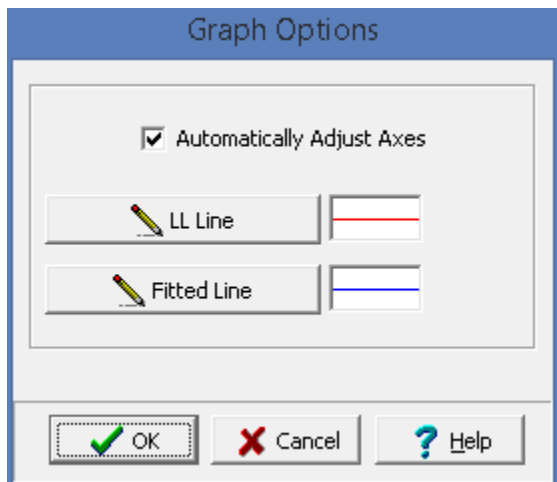 Graph Options
Automatically Adjust Axes
LL Line
Fitted Line
OK Cancel Help